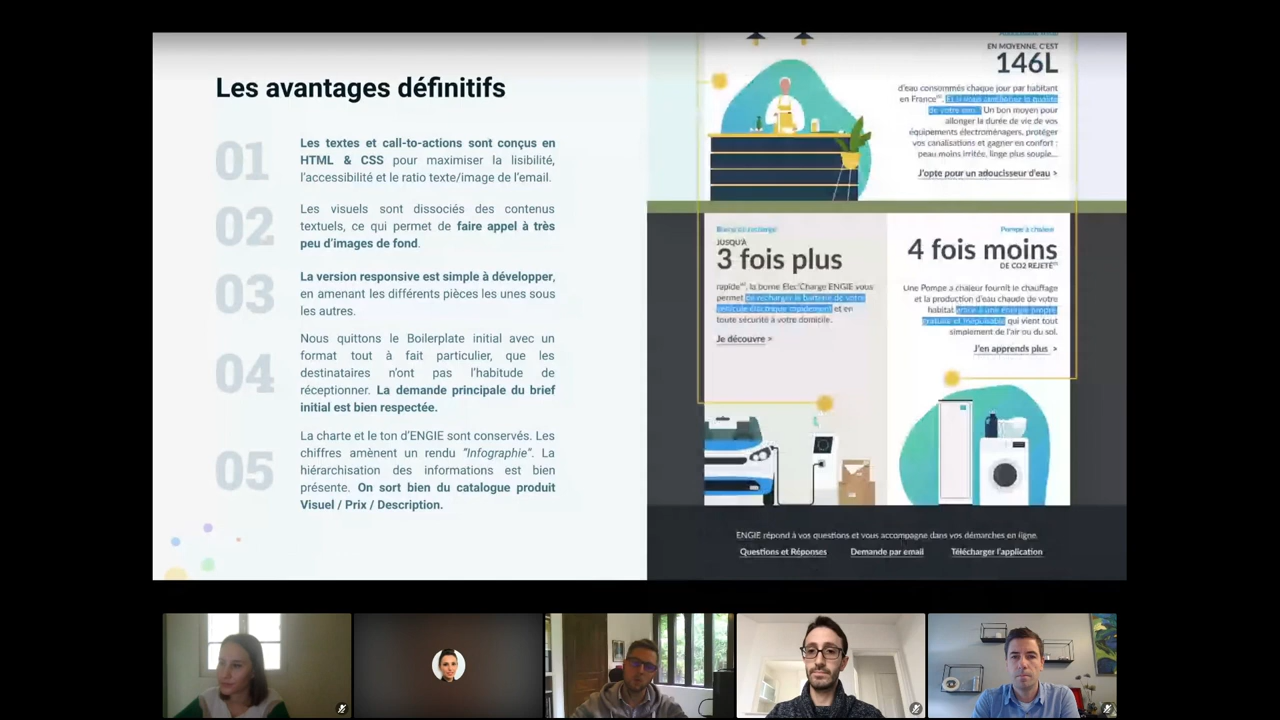 Les avantages définitifs
01
Les textes et call-to-actions sont conçus en
HTML & CSS pour maximiser la lisibilité,
l'accessibilité et le ratio texte/image de l'email.
02
Les visuels sont dissociés des contenus
textuels, ce qui permet de faire appel à très
peu d'images de fond.
03
La version responsive est simple à développer,
en amenant les différents pièces les unes sous
les autres.
04
Nous quittons le Boilerplate initial avec un
format tout à fait particulier, que les
destinataires n'ont pas l'habitude de
réceptionner. La demande principale du brief
initial est bien respectée.
05
La charte et le ton d'ENGIE sont conservés. Les
chiffres amènent un rendu "Infographie". La
hiérarchisation des informations est bien
présente. On sort bien du catalogue produit
Visuel / Prix / Description.
EN MOYENNE, C'EST
146L
d'eau consommés chaque jour par habitant
en France Et si vous amélioriez la qualité
de votre eau. Un bon moyen pour
allonger la durée de vie de vos
équipements électroménagers, protéger
vos canalisations et gagner en confort :
peau moins irritée, linge plus souple...
J'opte pour un adoucisseur d'eau >
JUSQU'À
3 fois plus
rapide, la borne Elec'Charge ENGIE vous
permet de recharger la batterie de votre
véhicule électrique rapidement et en
toute sécurité à votre domicile.
Je découvre >
Pompe à chaleur
4 fois moins
DE CO2 REJETÉ
Une Pompe à chaleur fournit le chauffage
et la production d'eau chaude de votre
habitat grâce à une énergie propre,
gratuite et inépuisable qui vient tout
simplement de l'air ou du sol.
J'en apprends plus >
ENGIE répond à vos questions et vous accompagne dans vos démarches en ligne.
Questions et Réponses
Demande par email
Télécharger l'application